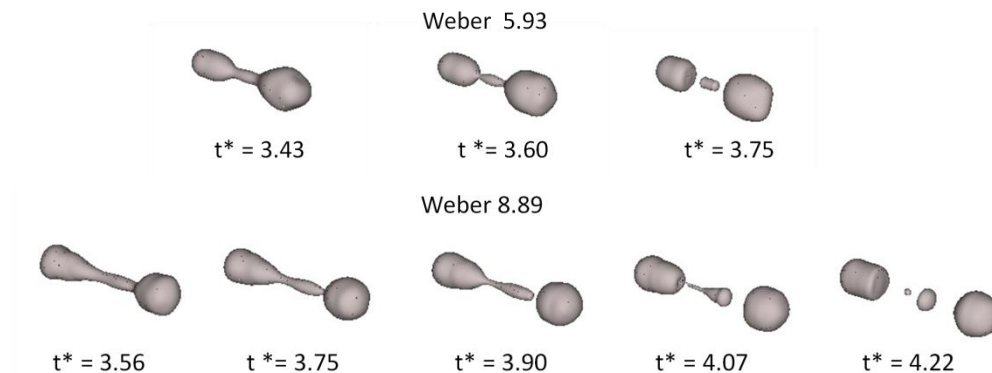 Weber 5.93
t* = 3.43
t *= 3.60
t* = 3.75
Weber 8.89
t* = 3.56
t *= 3.75
t* = 3.90
t* = 4.07
t* = 4.22